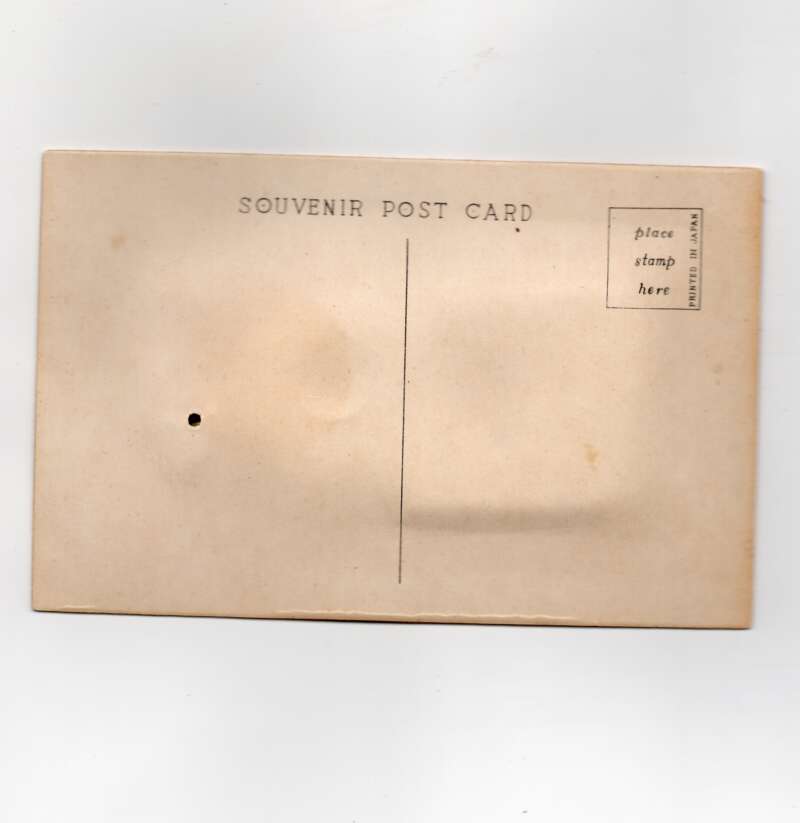 SOUVENIR POST CARD
place
stamp
here
PRINTED IN JAPAN